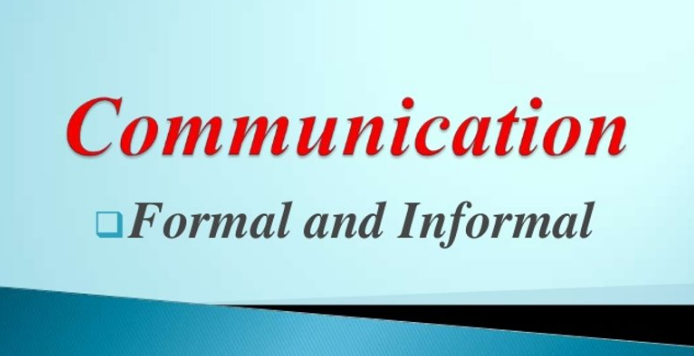 Communication
❑Formal and Informal